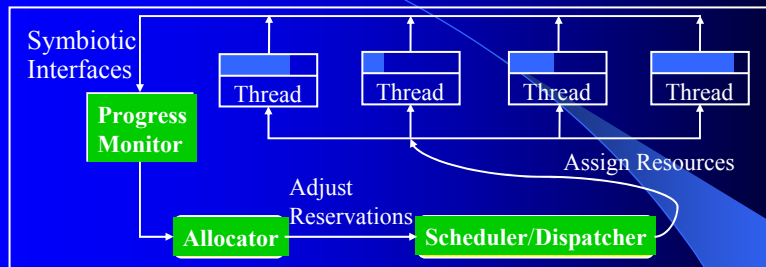 Symbiotic
Interfaces
Thread
Thread
Thread
Thread
Progress
Monitor
Assign Resources
Adjust
Reservations
Allocator
Scheduler/Dispatcher